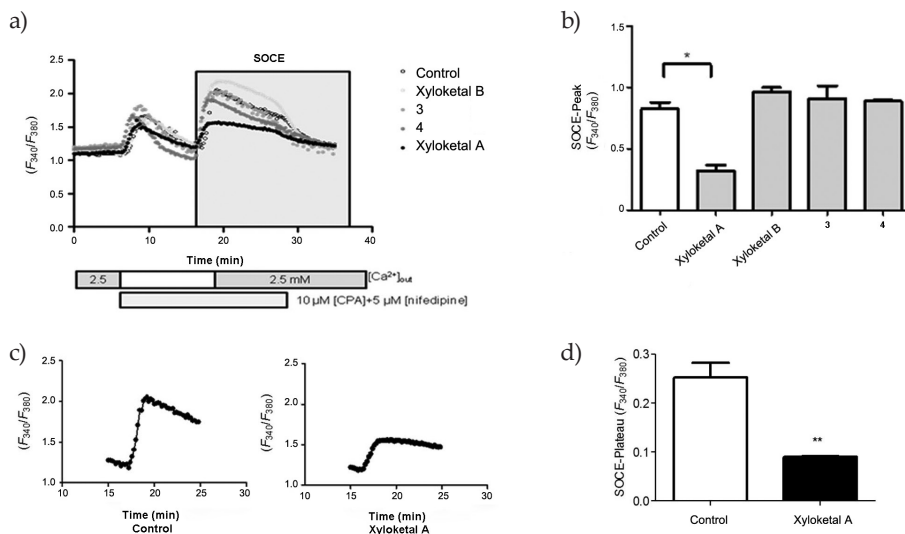 a)
SOCE
(F340/F380)
2.5
2.0
1.5
1.0
0.5
0.0
0
10
20
30
40
Time (min)
Control
Xyloketal B
3
4
Xyloketal A
2.5
2.5 mM
[Ca²⁺]out
10 µM [CPA]+5 µM [nifedipine]
b)
SOCE-Peak
(F340/F380)
1.5
1.0
0.5
0
*
Control
Xyloketal A
Xyloketal B
3
4
c)
(F340/F380)
2.5
2.0
1.5
1.0
10
15
20
25
30
Time (min)
Control
(F340/F380)
2.5
2.0
1.5
1.0
10
15
20
25
30
Time (min)
Xyloketal A
d)
SOCE-Plateau (F340/F380)
0.3
0.2
0.1
0.0
**
Control
Xyloketal A